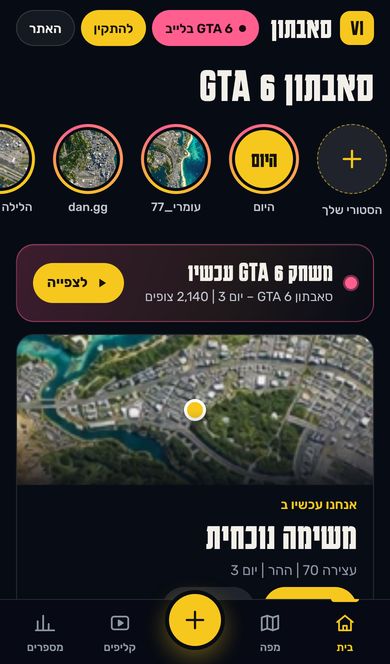 VI סאבתון
GTA 6 בלייב
להתקין
האתר
סאבתון GTA 6
היום
הסטורי שלך
היום
עומרי_77
dan.gg
הלילה
משחק GTA 6 עכשיו
סאבתון GTA 6 – יום 3 | 2,140 צופים
לצפייה
אנחנו עכשיו ב
משימה נוכחית
עצירה 70 | ההר | יום 3
בית
מפה
קליפים
מספרים